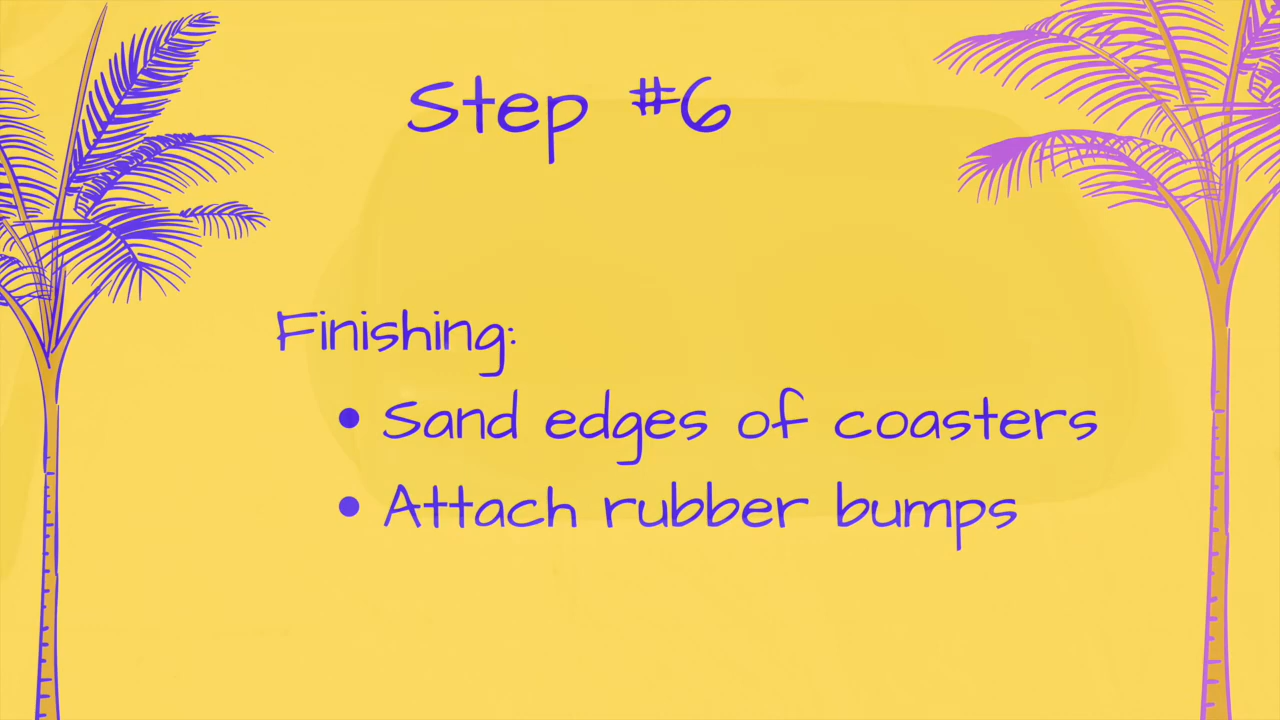 Step #6
Finishing:
• Sand edges of coasters
• Attach rubber bumps